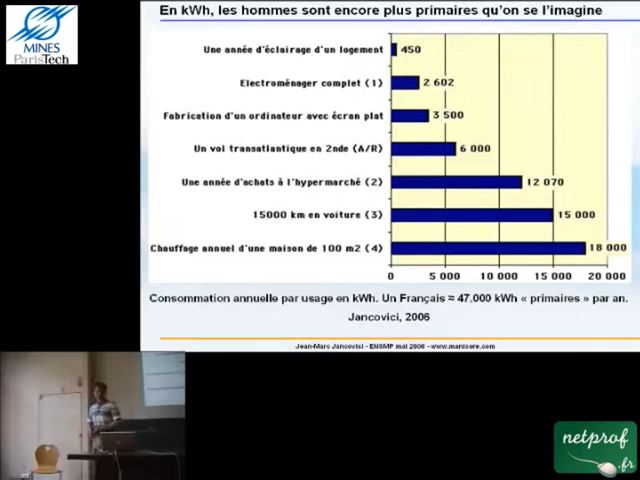 En kWh, les hommes sont encore plus primaires qu'on se l'imagine
MINES
ParisTech
Une année d'éclairage d'un logement 450
Electroménager complet (1) 2 602
Fabrication d'un ordinateur avec écran plat 3 500
Un vol transatlantique en 2nde (A/R) 6 000
Une année d'achats à l'hypermarché (2) 12 070
15000 km en voiture (3) 15 000
Chauffage annuel d'une maison de 100 m2 (4) 18 000
0 5 000 10 000 15 000 20 000
Consommation annuelle par usage en kWh. Un Français ≈ 47.000 kWh « primaires » par an.
Jancovici, 2006
Jean-Marc Jancovici - ENSMP mai 2008 - www.manicore.com
netprof
.fr